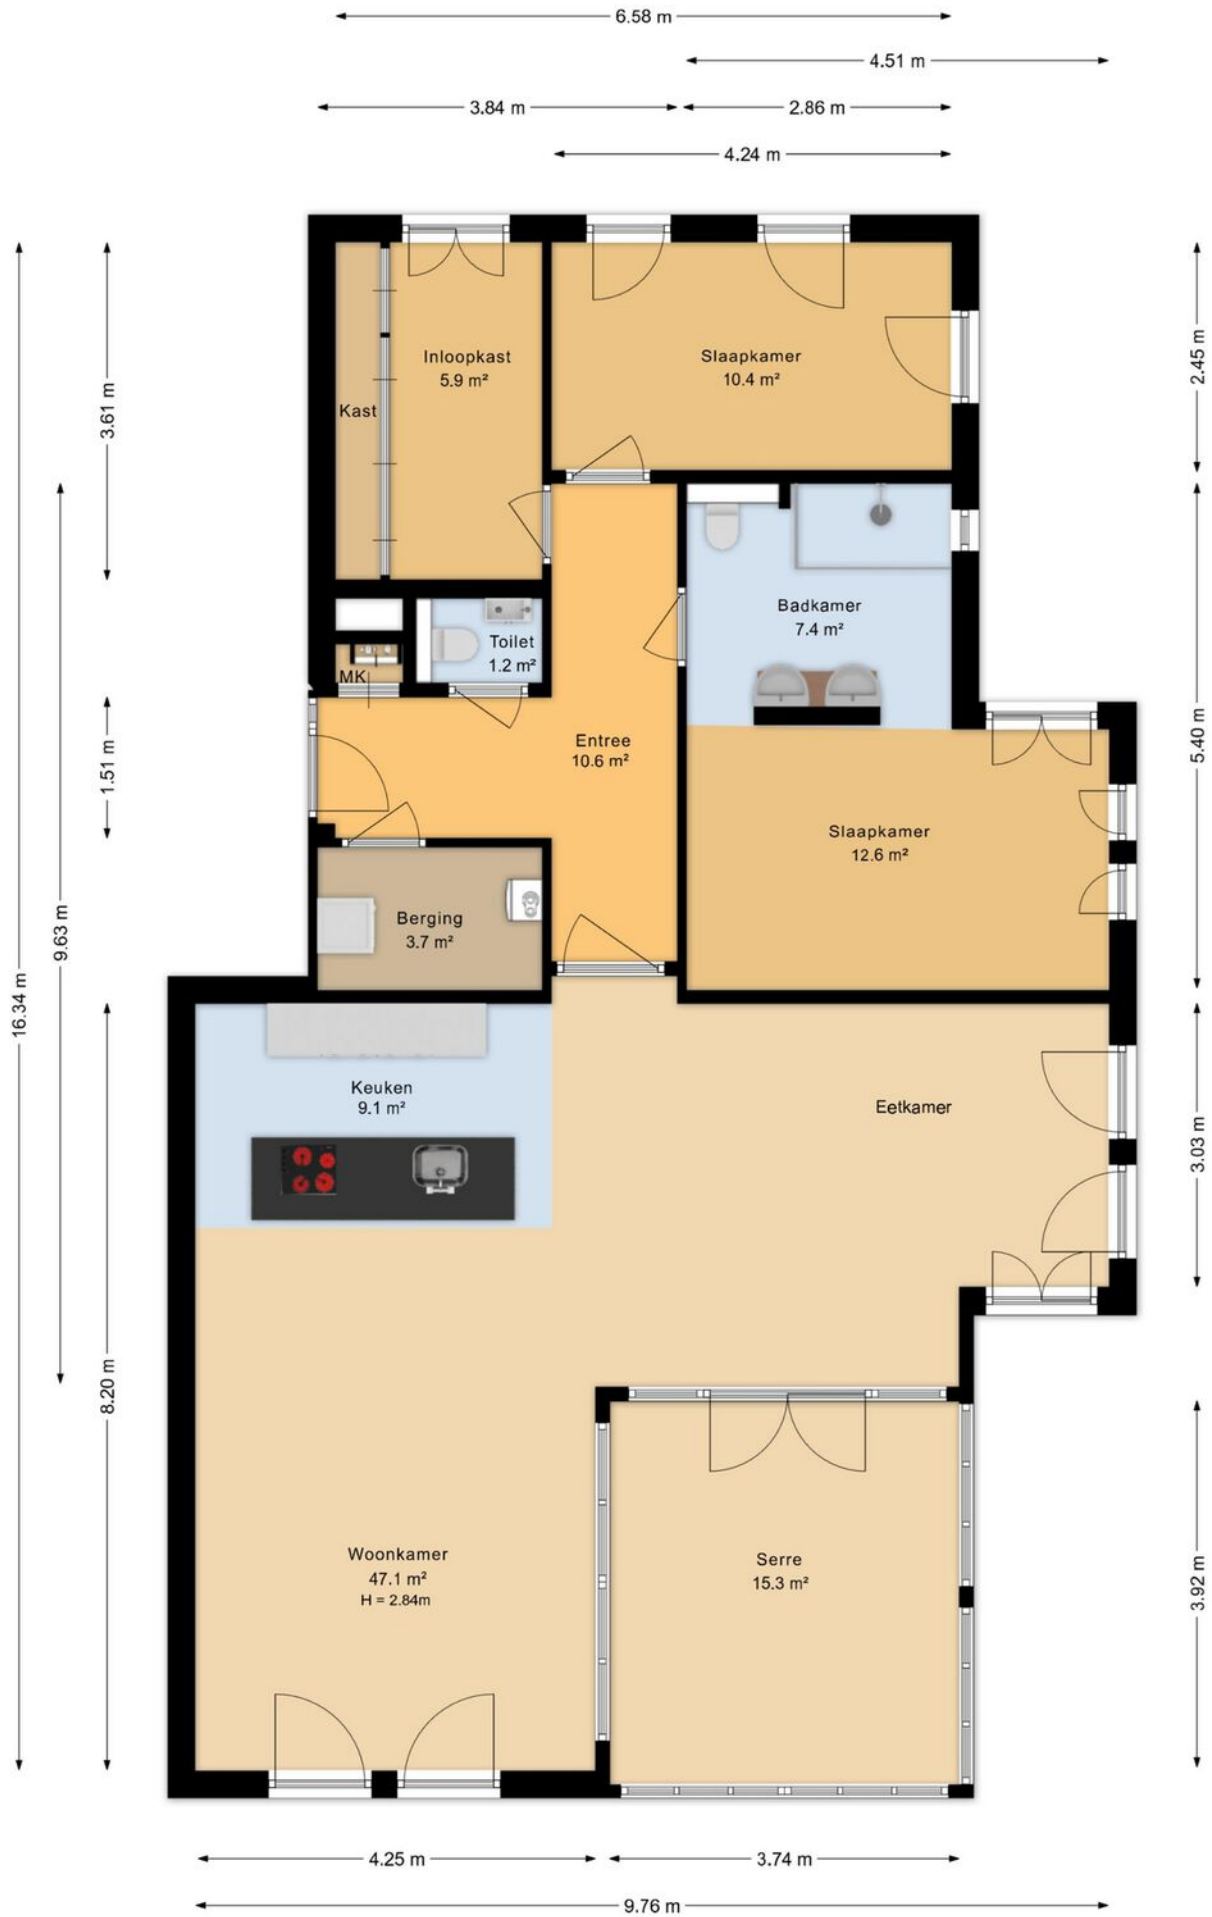 6.58 m
4.51 m
3.84 m
2.86 m
4.24 m
Inloopkast
5.9 m²
Slaapkamer
10.4 m²
2.45 m
Kast
3.61 m
Badkamer
7.4 m²
Toilet
1.2 m²
MK
Entree
10.6 m²
1.51 m
5.40 m
Slaapkamer
12.6 m²
Berging
3.7 m²
9.63 m
16.34 m
Keuken
9.1 m²
Eetkamer
3.03 m
8.20 m
Woonkamer
47.1 m²
H = 2.84m
Serre
15.3 m²
3.92 m
4.25 m
3.74 m
9.76 m